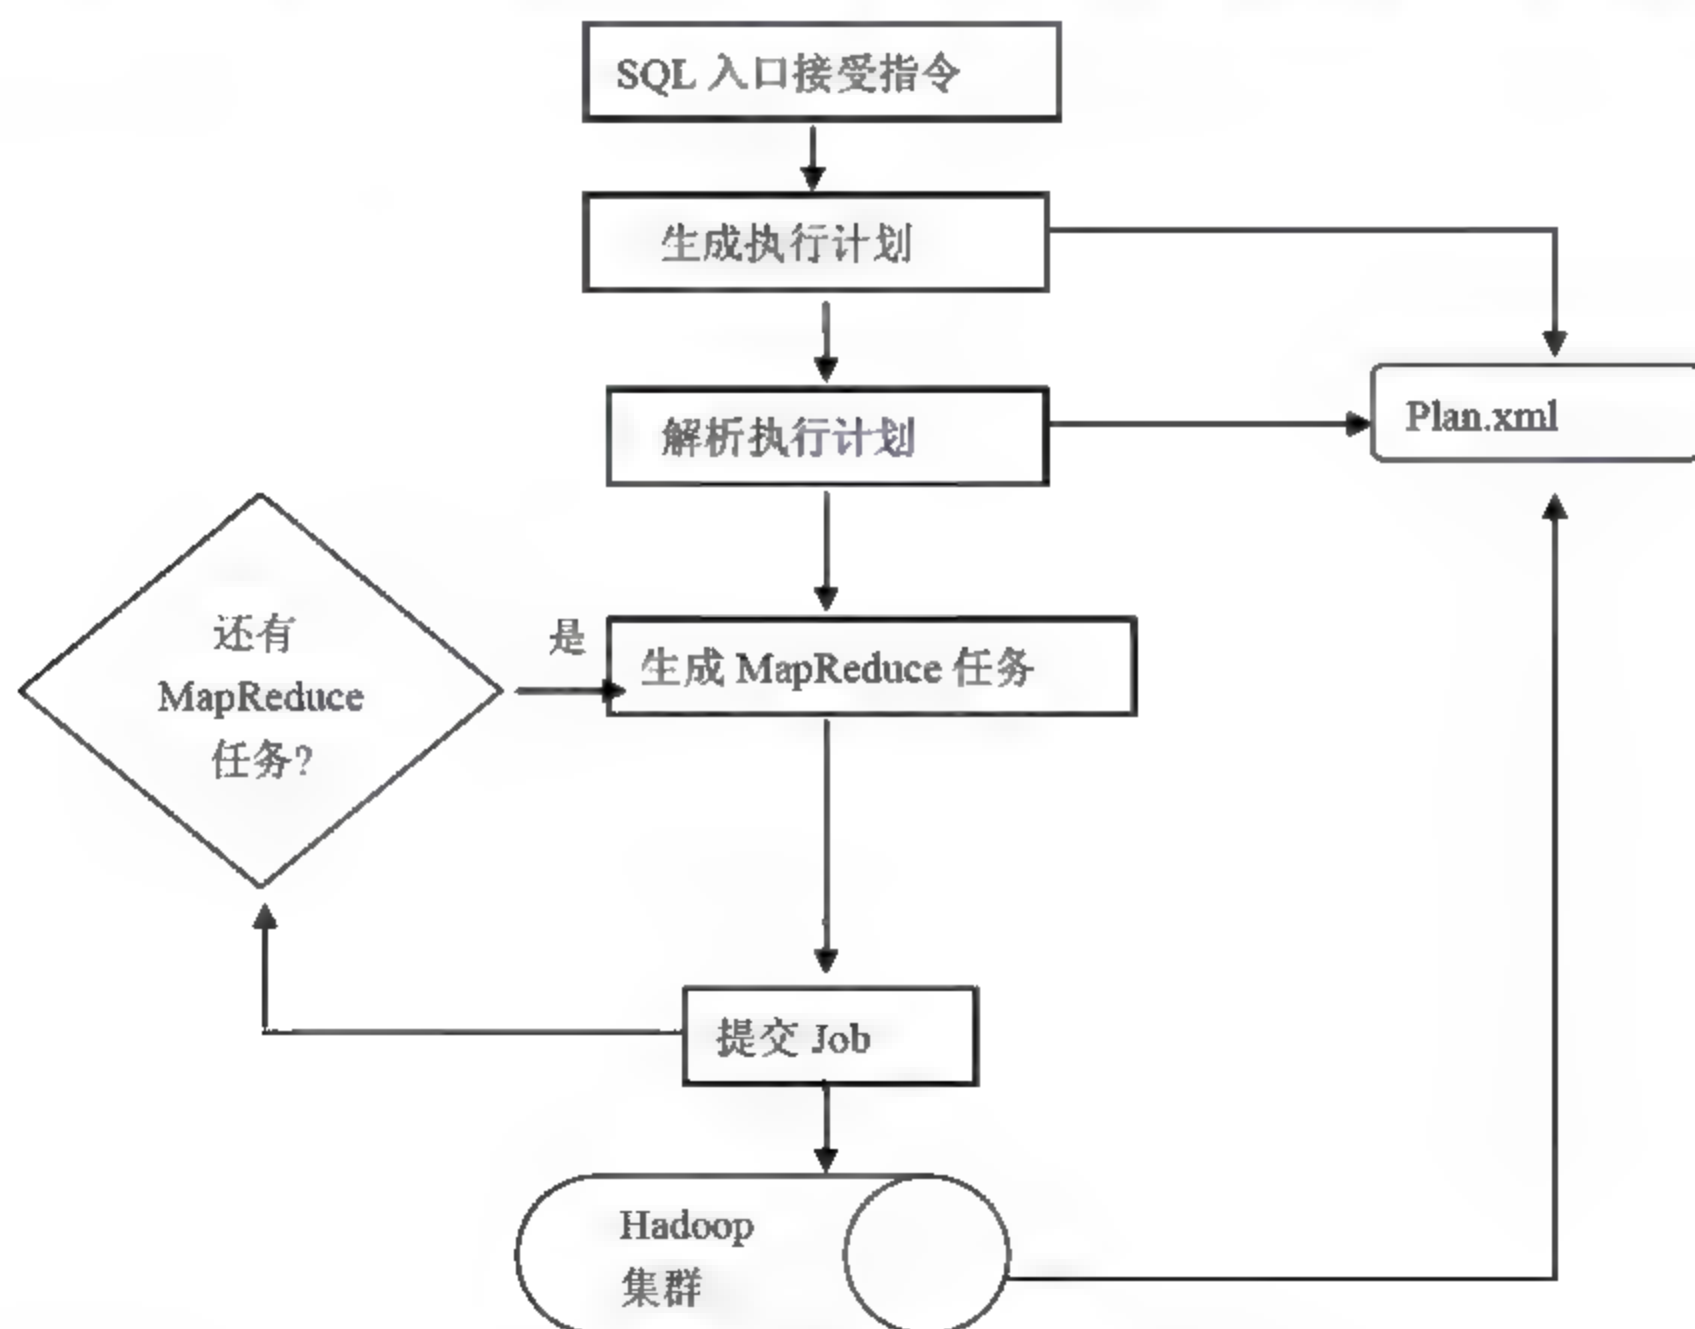 SQL 入口接受指令
生成执行计划
解析执行计划
Plan.xml
还有
MapReduce
任务?
是
生成 MapReduce 任务
提交 Job
Hadoop
集群